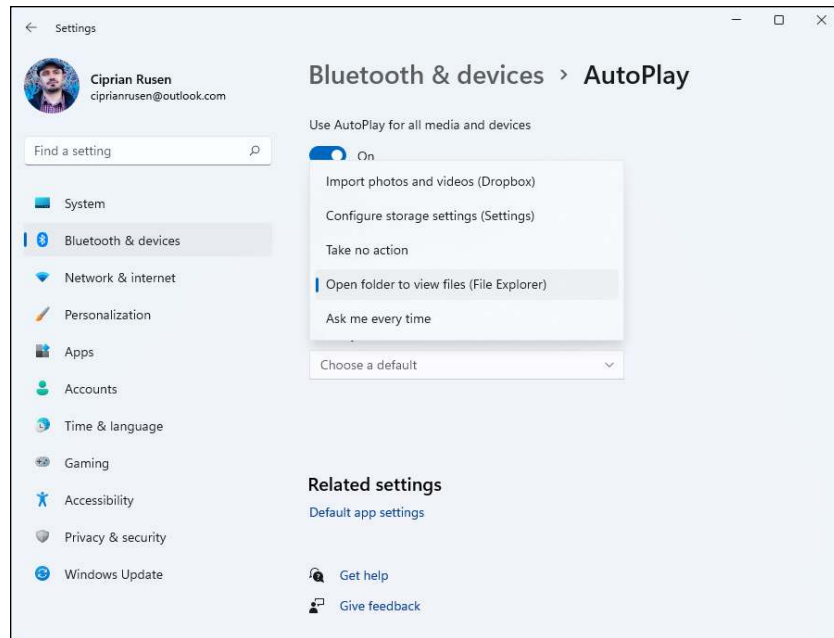 Settings
Ciprian Rusen
ciprianrusen@outlook.com
Find a setting
System
Bluetooth & devices
Network & internet
Personalization
Apps
Accounts
Time & language
Gaming
Accessibility
Privacy & security
Windows Update
Bluetooth & devices › AutoPlay
Use AutoPlay for all media and devices
On
Import photos and videos (Dropbox)
Configure storage settings (Settings)
Take no action
Open folder to view files (File Explorer)
Ask me every time
Choose a default
Related settings
Default app settings
Get help
Give feedback